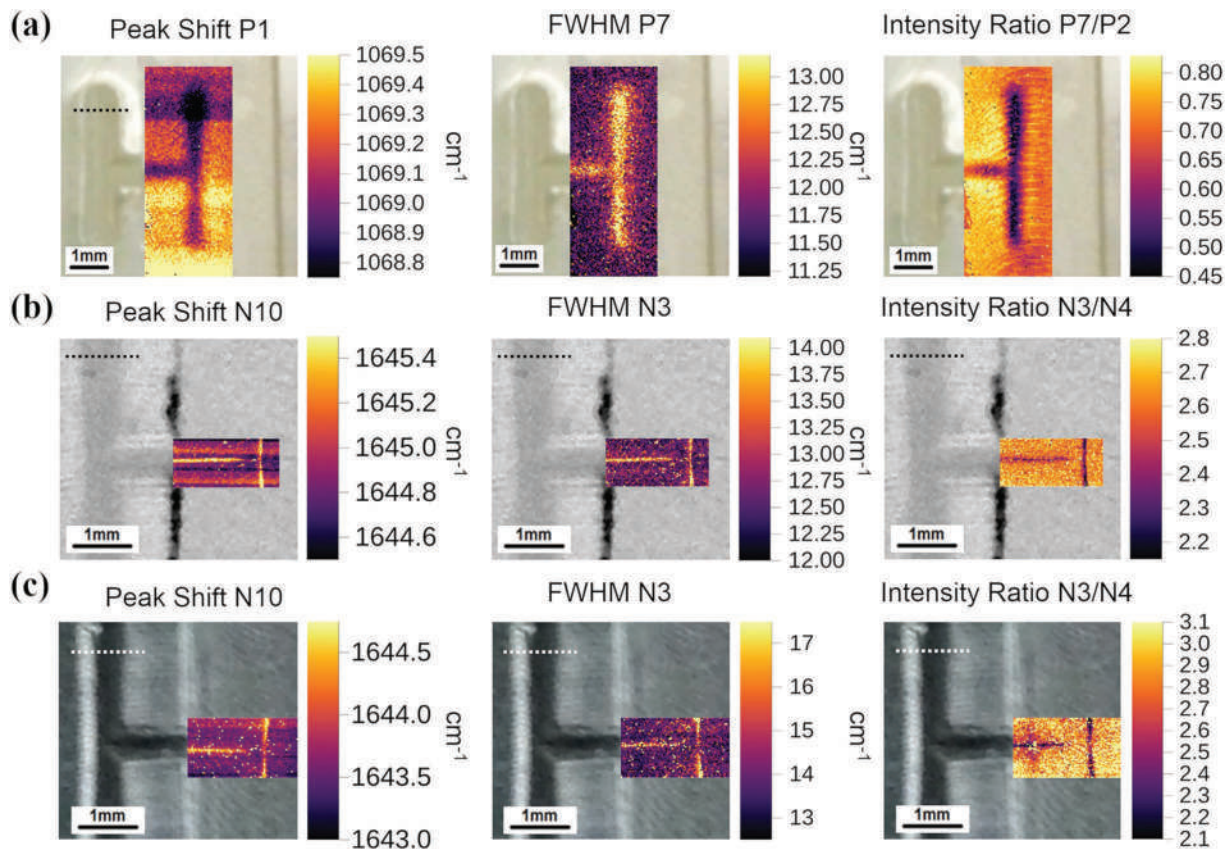 (a)
Peak Shift P1
FWHM P7
Intensity Ratio P7/P2
1069.5
1069.4
1069.3
1069.2
1069.1
1069.0
1068.9
1068.8
cm-1
1mm
13.00
12.75
12.50
12.25
12.00
11.75
11.50
11.25
cm-1
1mm
0.80
0.75
0.70
0.65
0.60
0.55
0.50
0.45
1mm
(b)
Peak Shift N10
FWHM N3
Intensity Ratio N3/N4
1645.4
1645.2
1645.0
1644.8
1644.6
cm-1
1mm
14.00
13.75
13.50
13.25
13.00
12.75
12.50
12.25
12.00
cm-1
1mm
2.8
2.7
2.6
2.5
2.4
2.3
2.2
1mm
(c)
Peak Shift N10
FWHM N3
Intensity Ratio N3/N4
1644.5
1644.0
1643.5
1643.0
cm-1
1mm
17
16
15
14
13
cm-1
1mm
3.1
3.0
2.9
2.8
2.7
2.6
2.5
2.4
2.3
2.2
2.1
1mm